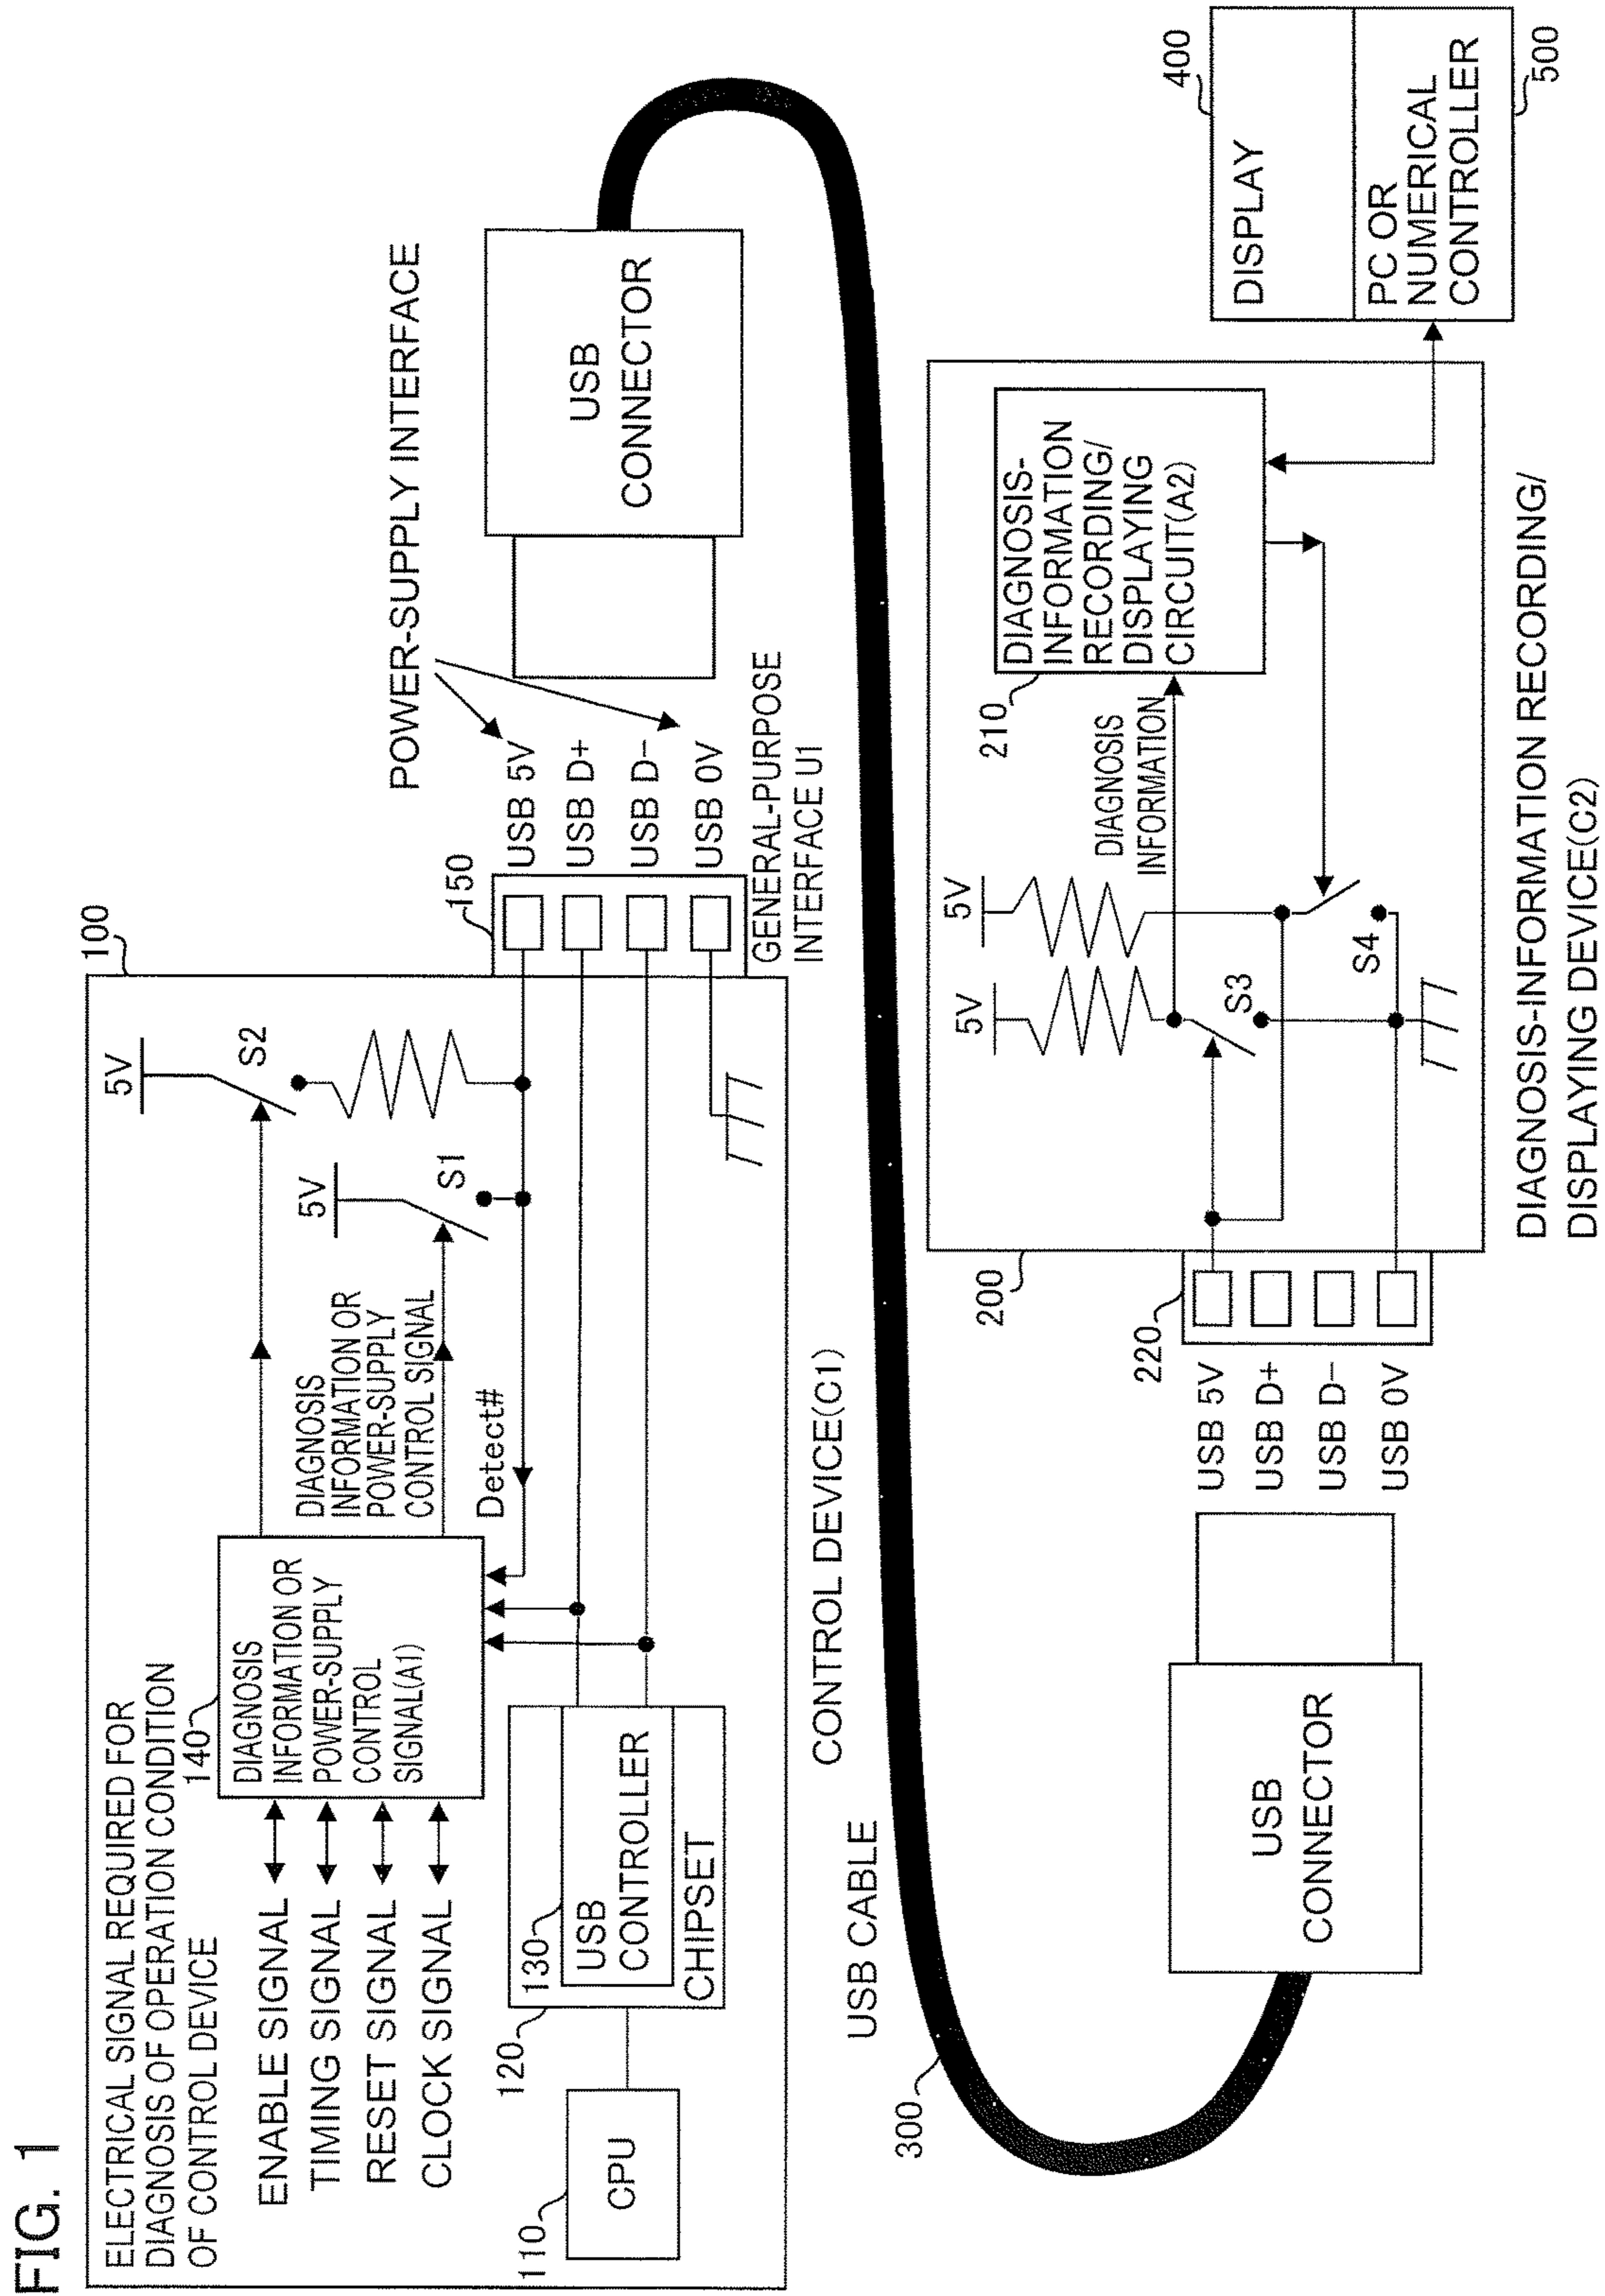 FIG. 1
ELECTRICAL SIGNAL REQUIRED FOR
DIAGNOSIS OF OPERATION CONDITION
OF CONTROL DEVICE
ENABLE SIGNAL
TIMING SIGNAL
RESET SIGNAL
CLOCK SIGNAL
140
DIAGNOSIS
INFORMATION OR
POWER-SUPPLY
CONTROL
SIGNAL(A1)
DIAGNOSIS
INFORMATION OR
POWER-SUPPLY
CONTROL SIGNAL
Detect#
5V
S2
5V
S1
100
110
CPU
120
130
USB
CONTROLLER
CHIPSET
150
USB 5V
USB D+
USB D-
USB 0V
GENERAL-PURPOSE
INTERFACE U1
POWER-SUPPLY INTERFACE
USB
CONNECTOR
CONTROL DEVICE(C1)
USB CABLE
300
USB
CONNECTOR
USB 5V
USB D+
USB D-
USB 0V
220
200
5V
5V
S3
S4
DIAGNOSIS
INFORMATION
210
DIAGNOSIS-
INFORMATION
RECORDING/
DISPLAYING
CIRCUIT(A2)
DIAGNOSIS-INFORMATION RECORDING/
DISPLAYING DEVICE(C2)
400
DISPLAY
PC OR
NUMERICAL
CONTROLLER
500